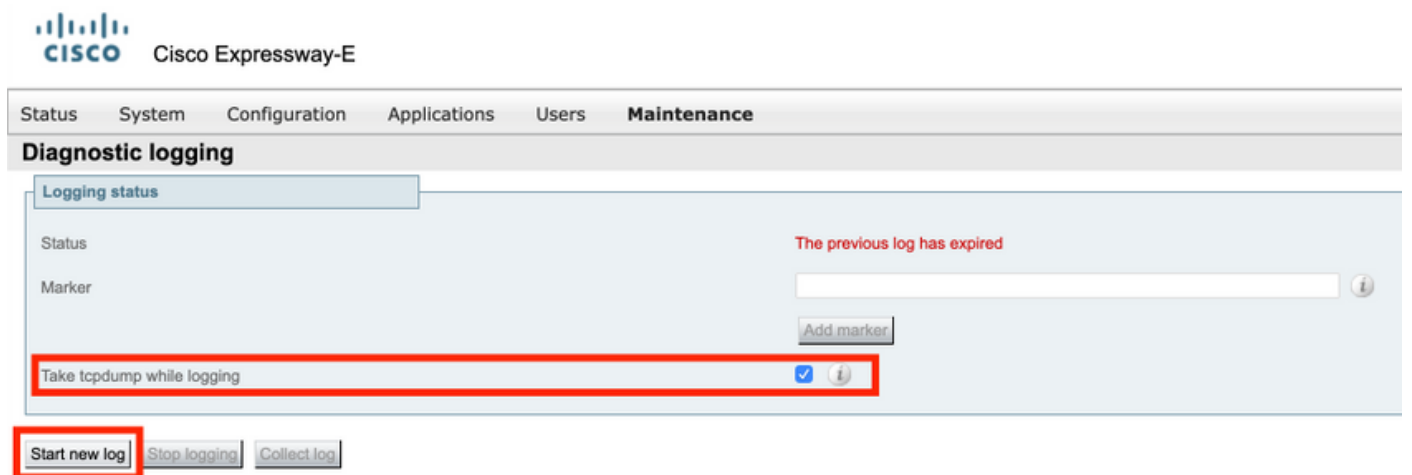 CISCO Cisco Expressway-E
Status System Configuration Applications Users Maintenance
Diagnostic logging
Logging status
Status The previous log has expired
Marker i
Add marker
Take tcpdump while logging i
Start new log Stop logging Collect log